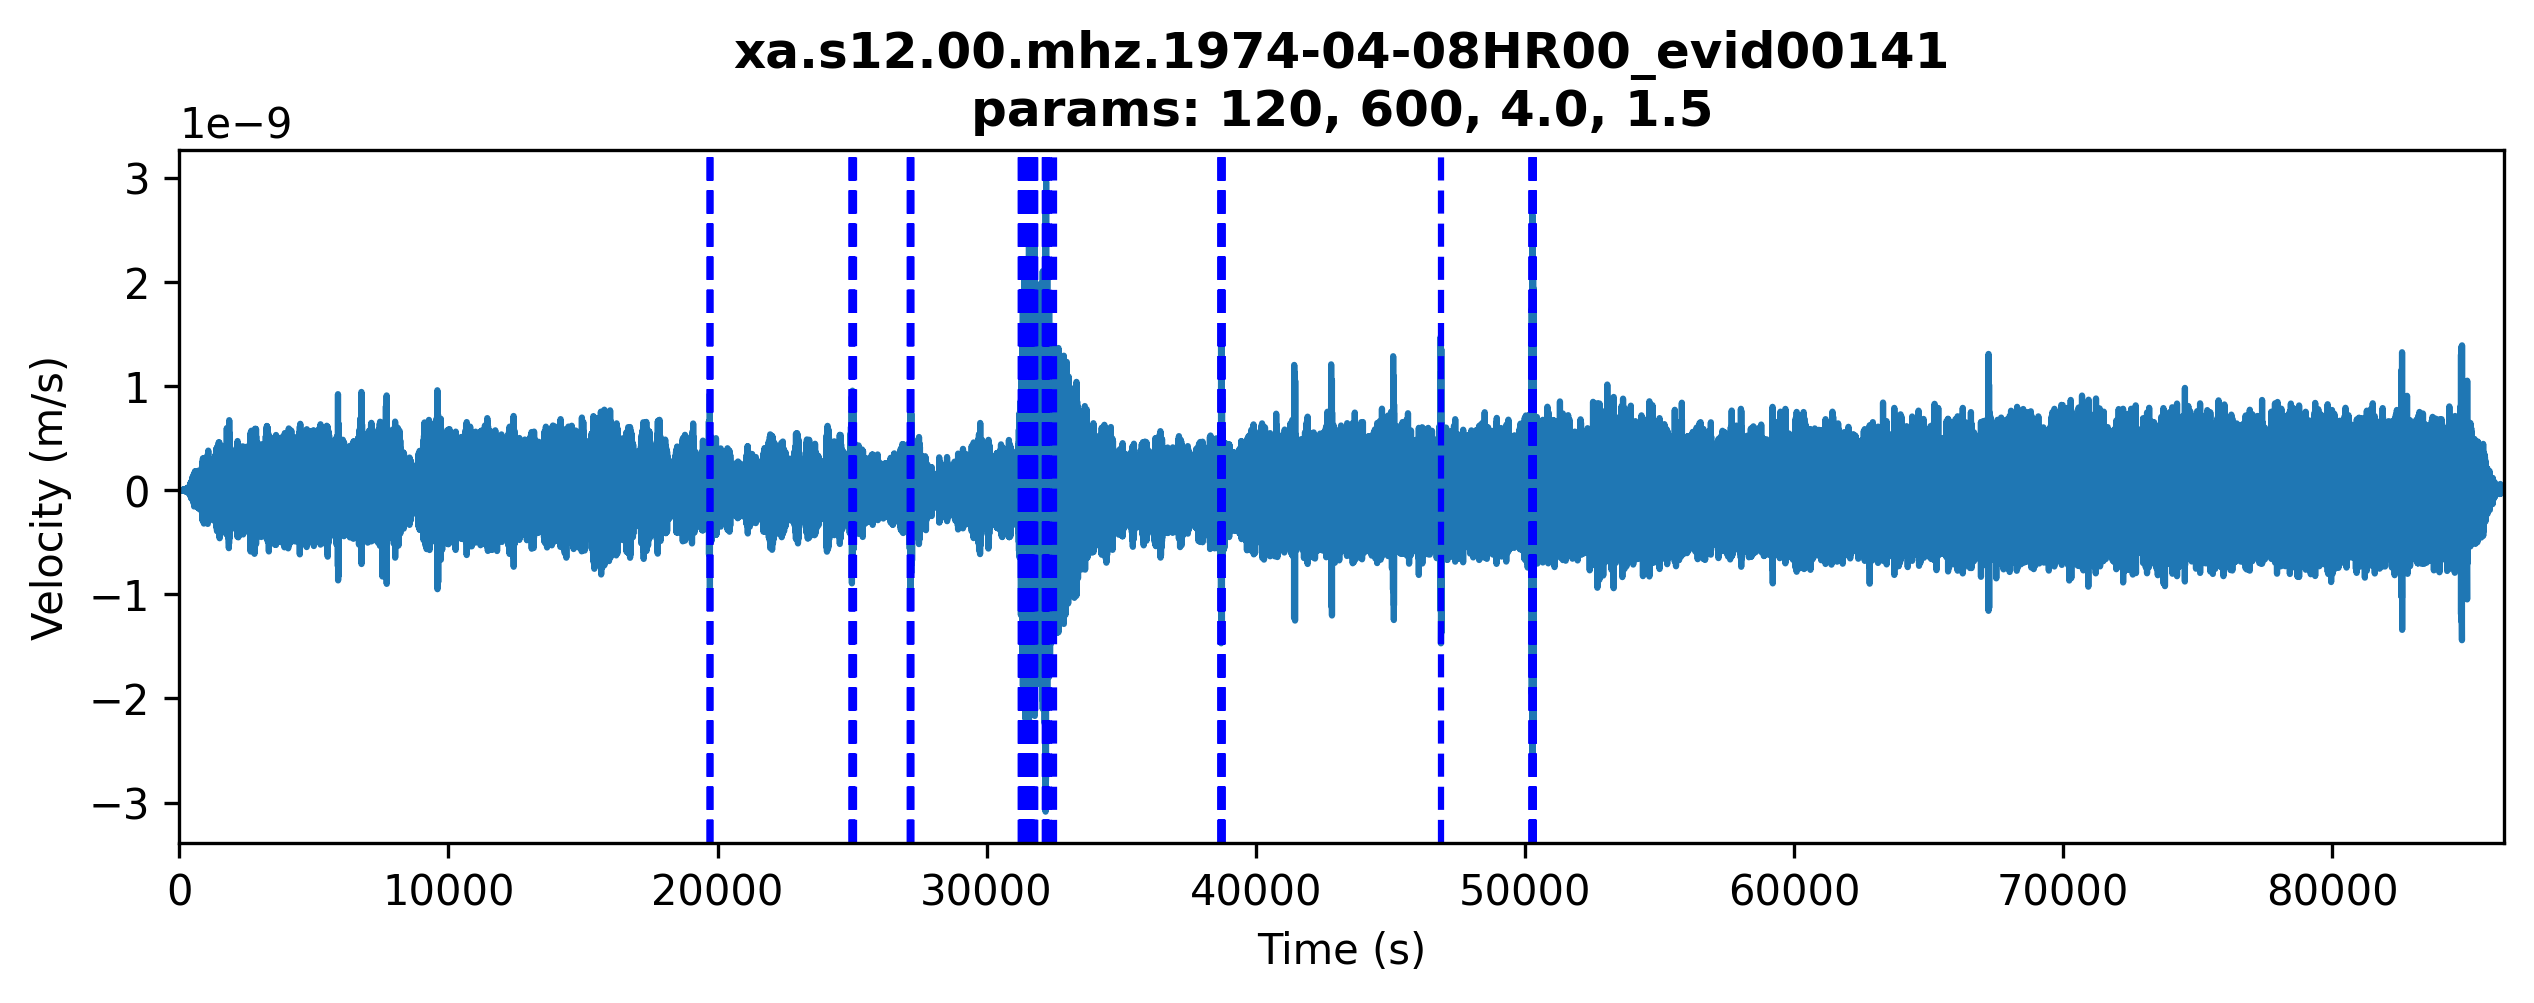 xa.s12.00.mhz.1974-04-08HR00_evid00141
params: 120, 600, 4.0, 1.5
1e−9
3
2
1
0
−1
−2
−3
Velocity (m/s)
0 10000 20000 30000 40000 50000 60000 70000 80000
Time (s)